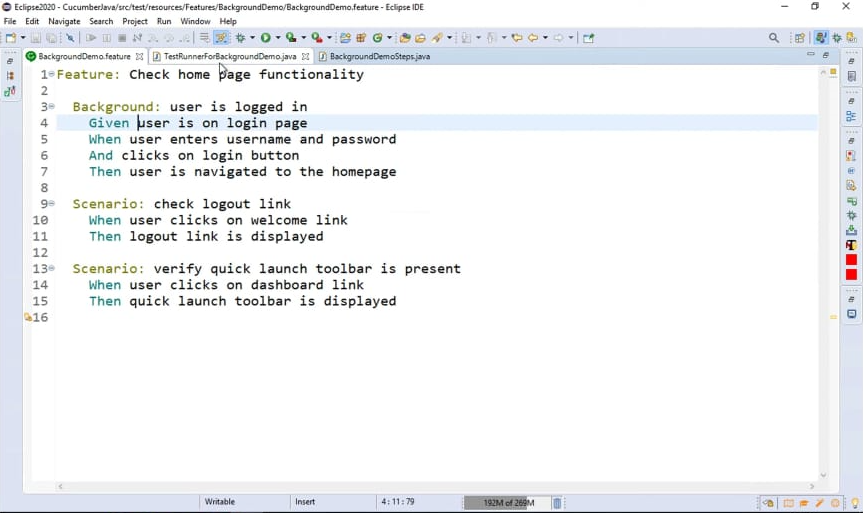 Eclipse2020 - CucumberJava/src/test/resources/Features/BackgroundDemo/BackgroundDemo.feature - Eclipse IDE
File Edit Navigate Search Project Run Window Help
BackgroundDemo.feature TestRunnerForBackgroundDemo.java BackgroundDemoSteps.java
1 Feature: Check home page functionality
2
3 Background: user is logged in
4 Given user is on login page
5 When user enters username and password
6 And clicks on login button
7 Then user is navigated to the homepage
8
9 Scenario: check logout link
10 When user clicks on welcome link
11 Then logout link is displayed
12
13 Scenario: verify quick launch toolbar is present
14 When user clicks on dashboard link
15 Then quick launch toolbar is displayed
16
Writable Insert 4 : 11 : 79 192M of 269M